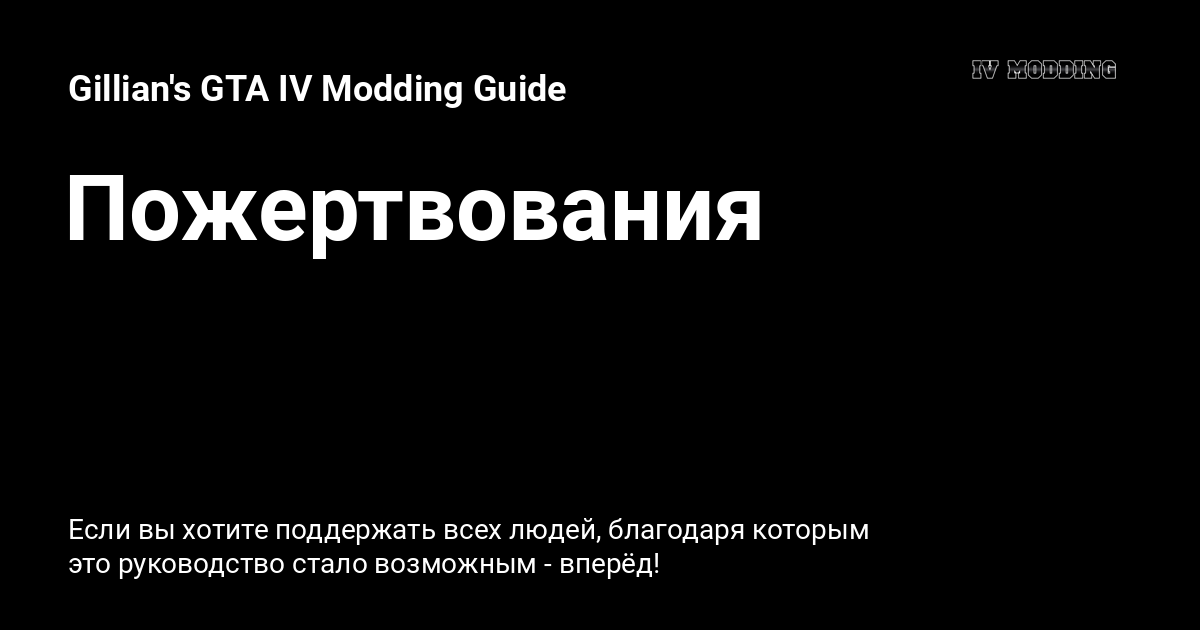 Gillian's GTA IV Modding Guide
IV MODDING
Пожертвования
Если вы хотите поддержать всех людей, благодаря которым
это руководство стало возможным - вперёд!